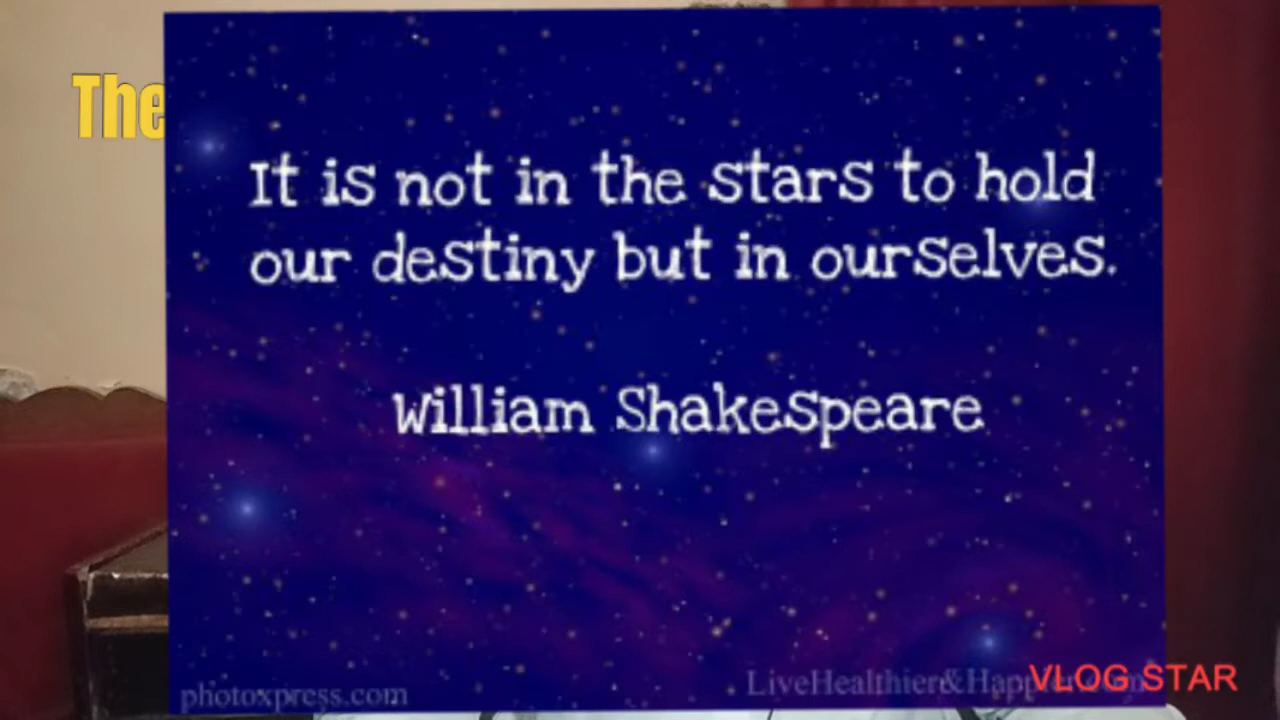 The
It is not in the stars to hold
our destiny but in ourselves.
William Shakespeare
photoxpress.com
VLOG STAR